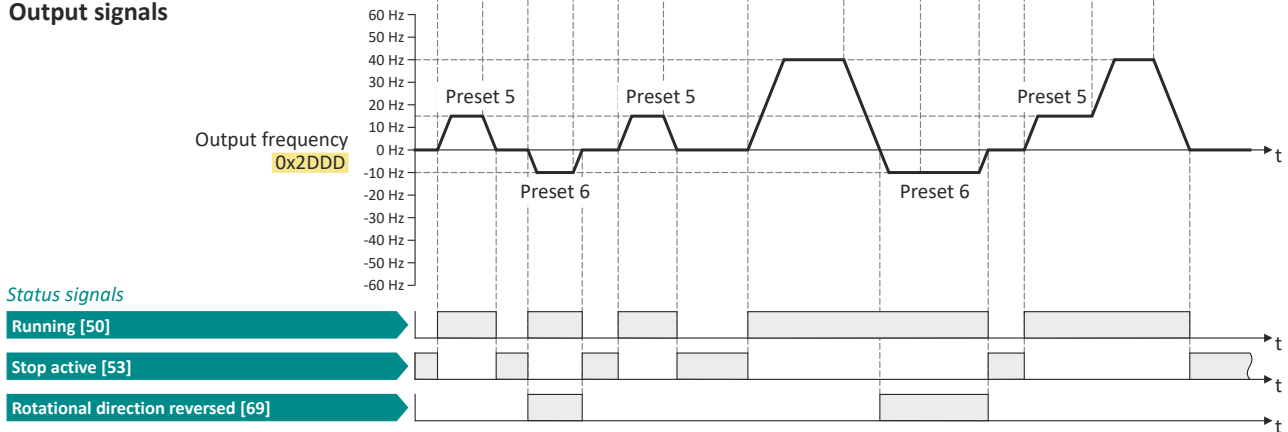 Output signals
60 Hz
50 Hz
40 Hz
30 Hz
20 Hz
10 Hz
0 Hz
-10 Hz
-20 Hz
-30 Hz
-40 Hz
-50 Hz
-60 Hz
Output frequency
0x2DDD
Preset 5
Preset 5
Preset 5
t
Preset 6
Preset 6
Status signals
Running [50]
t
Stop active [53]
t
Rotational direction reversed [69]
t